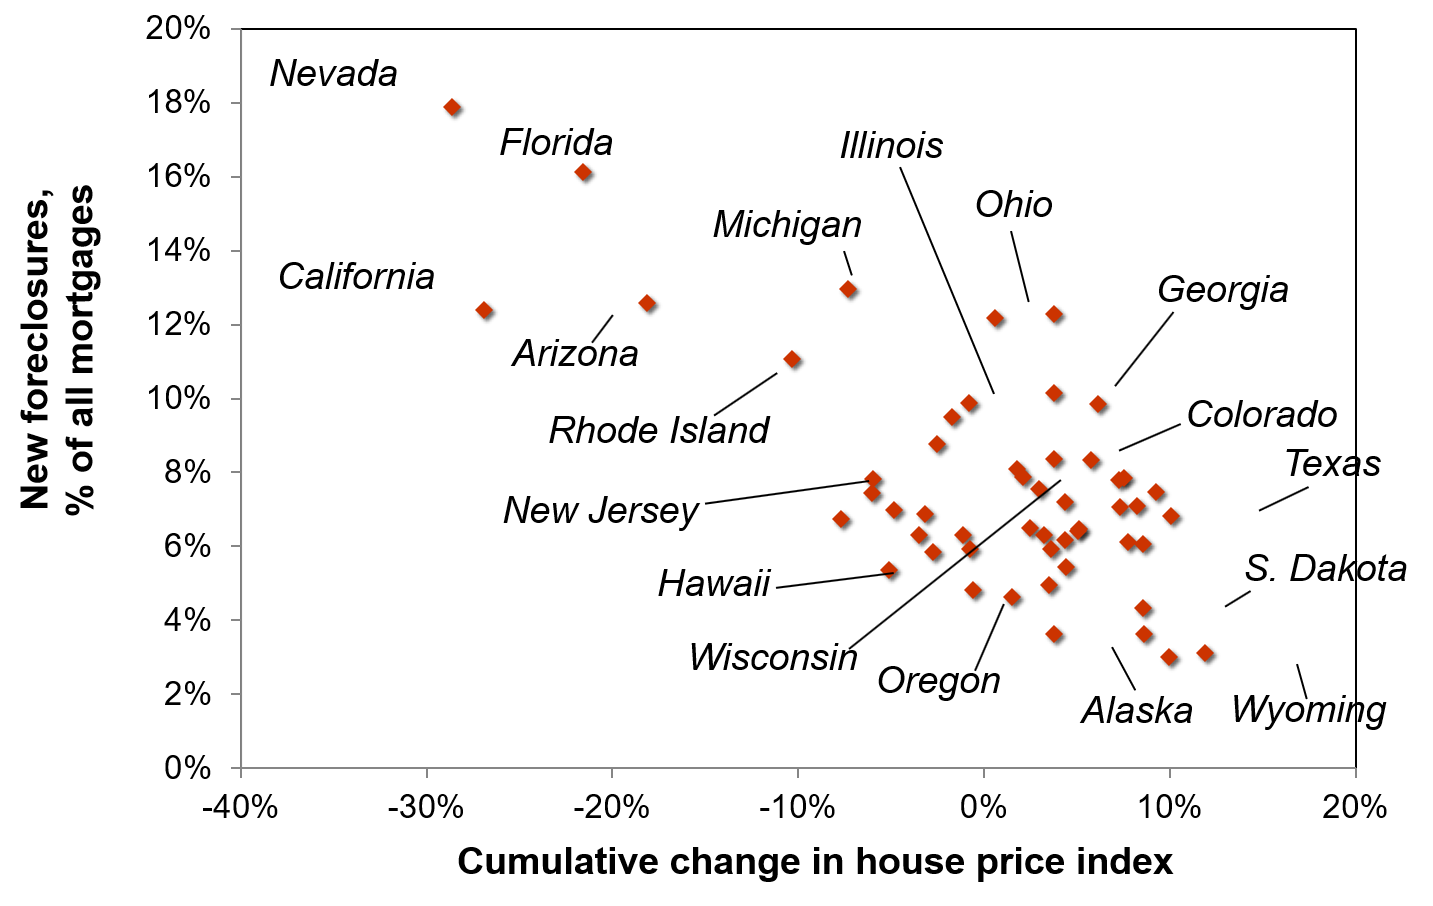 20%
18%
16%
14%
12%
10%
8%
6%
4%
2%
0%
New foreclosures,
% of all mortgages
Nevada
Florida
Illinois
Ohio
Michigan
California
Georgia
Arizona
Rhode Island
Colorado
Texas
New Jersey
Hawaii
S. Dakota
Wisconsin
Oregon
Alaska
Wyoming
-40%
-30%
-20%
-10%
0%
10%
20%
Cumulative change in house price index